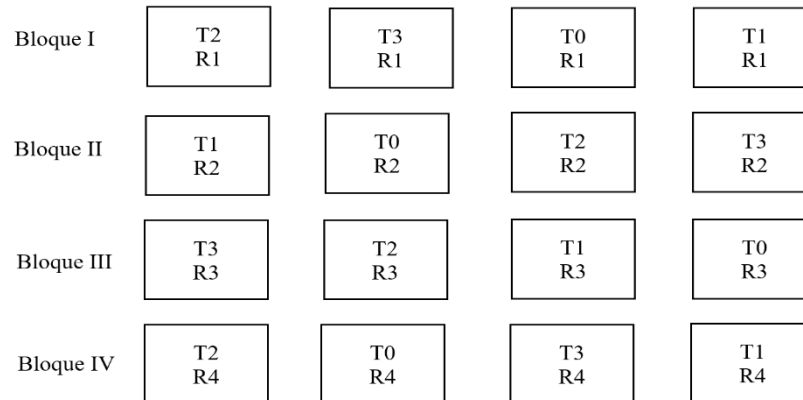 Bloque I
T2
R1
T3
R1
T0
R1
T1
R1
Bloque II
T1
R2
T0
R2
T2
R2
T3
R2
Bloque III
T3
R3
T2
R3
T1
R3
T0
R3
Bloque IV
T2
R4
T0
R4
T3
R4
T1
R4